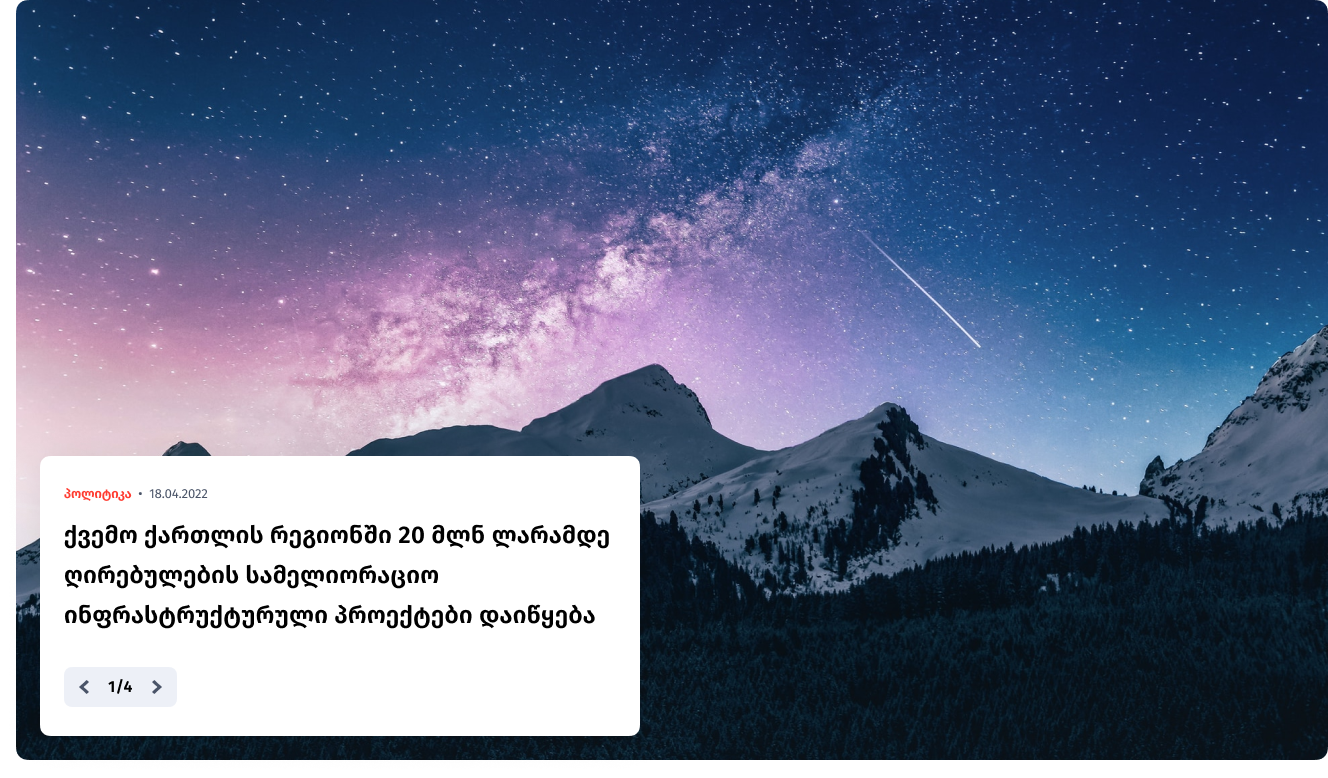 პოლიტიკა • 18.04.2022
ქვემო ქართლის რეგიონში 20 მლნ ლარამდე
ღირებულების სამელიორაციო
ინფრასტრუქტურული პროექტები დაიწყება
1/4